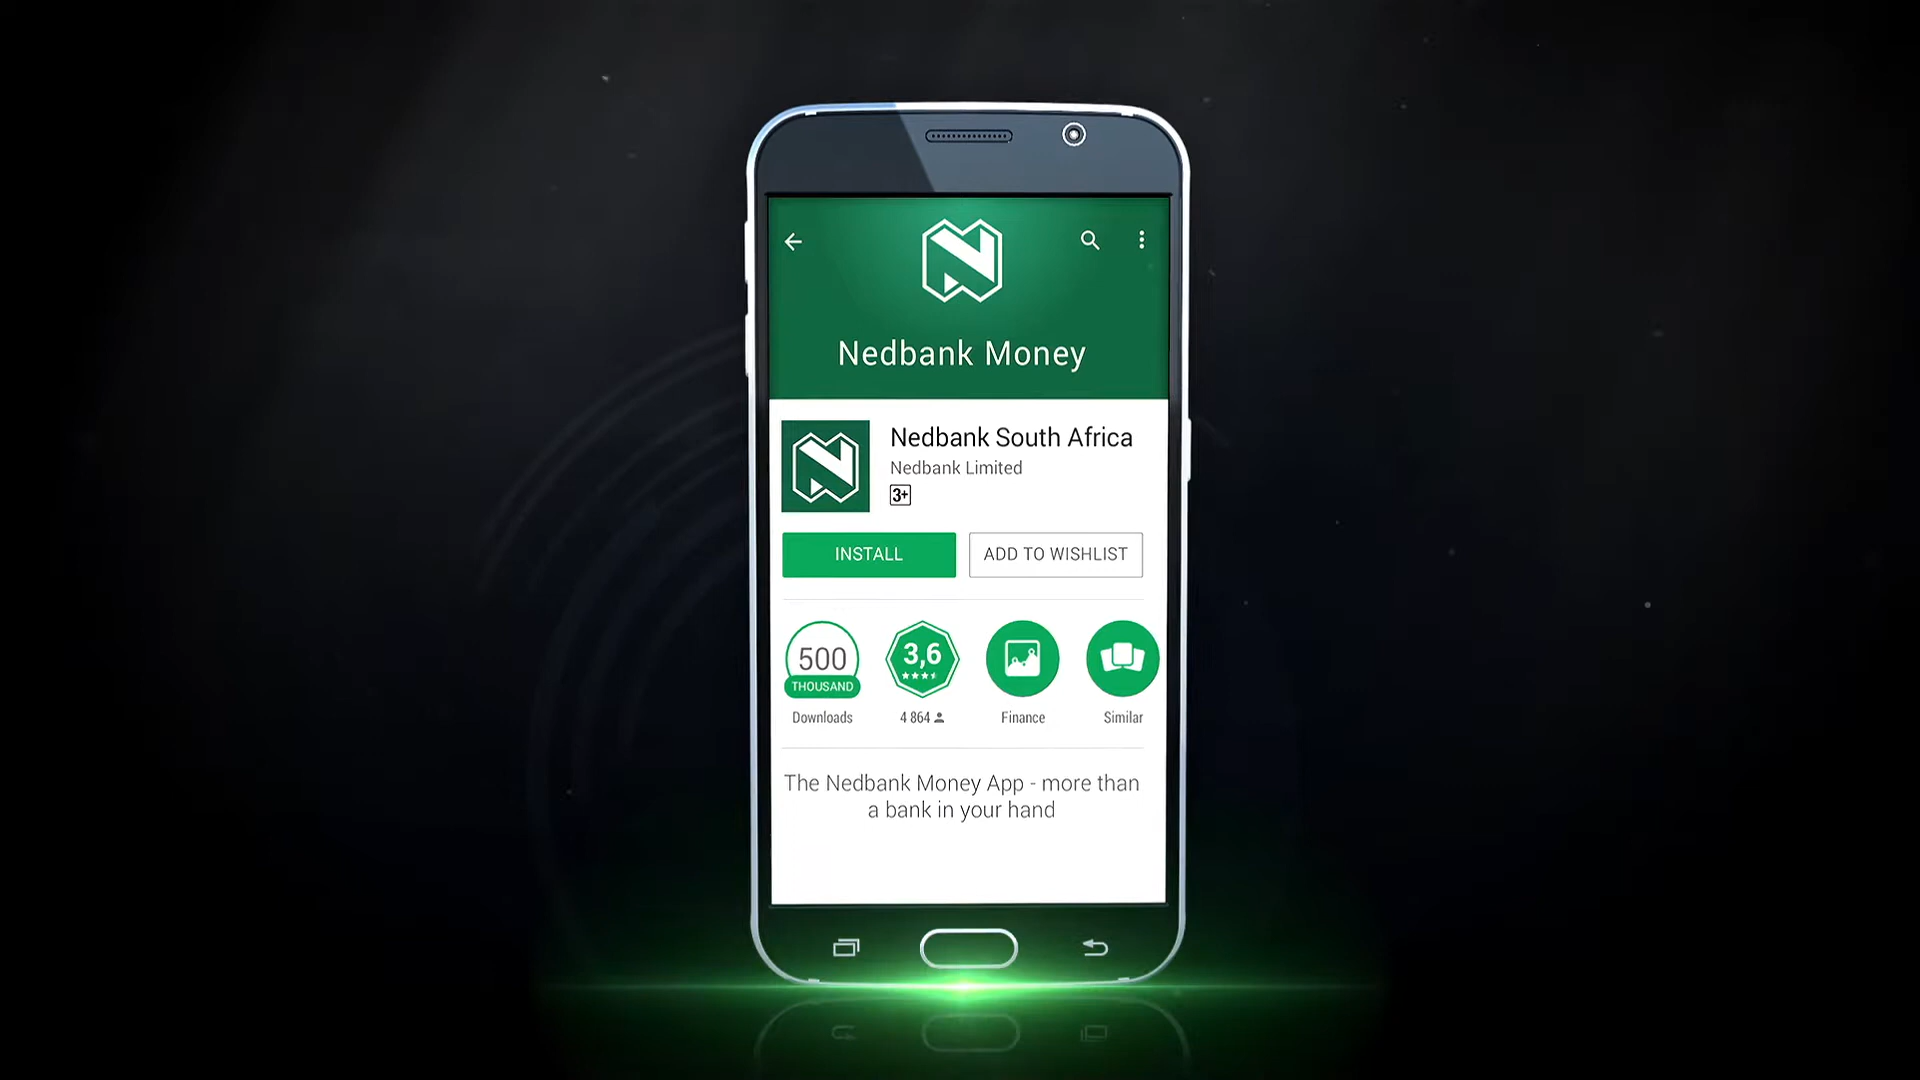 Nedbank Money
Nedbank South Africa
Nedbank Limited
3+
INSTALL
ADD TO WISHLIST
500
THOUSAND
Downloads
3,6
4 864
Finance
Similar
The Nedbank Money App - more than
a bank in your hand